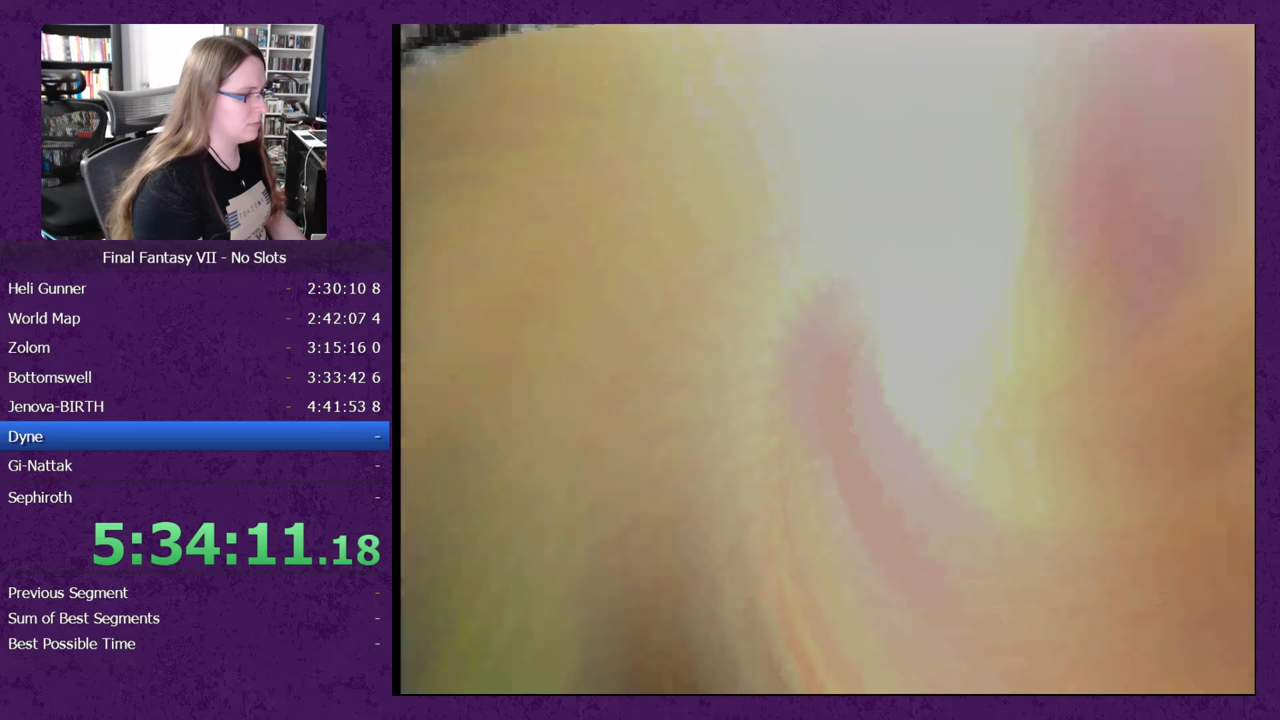 Final Fantasy VII - No Slots
Heli Gunner - 2:30:10 8
World Map - 2:42:07 4
Zolom - 3:15:16 0
Bottomswell - 3:33:42 6
Jenova-BIRTH - 4:41:53 8
Dyne -
Gi-Nattak -
Sephiroth -
5:34:11.18
Previous Segment -
Sum of Best Segments -
Best Possible Time -